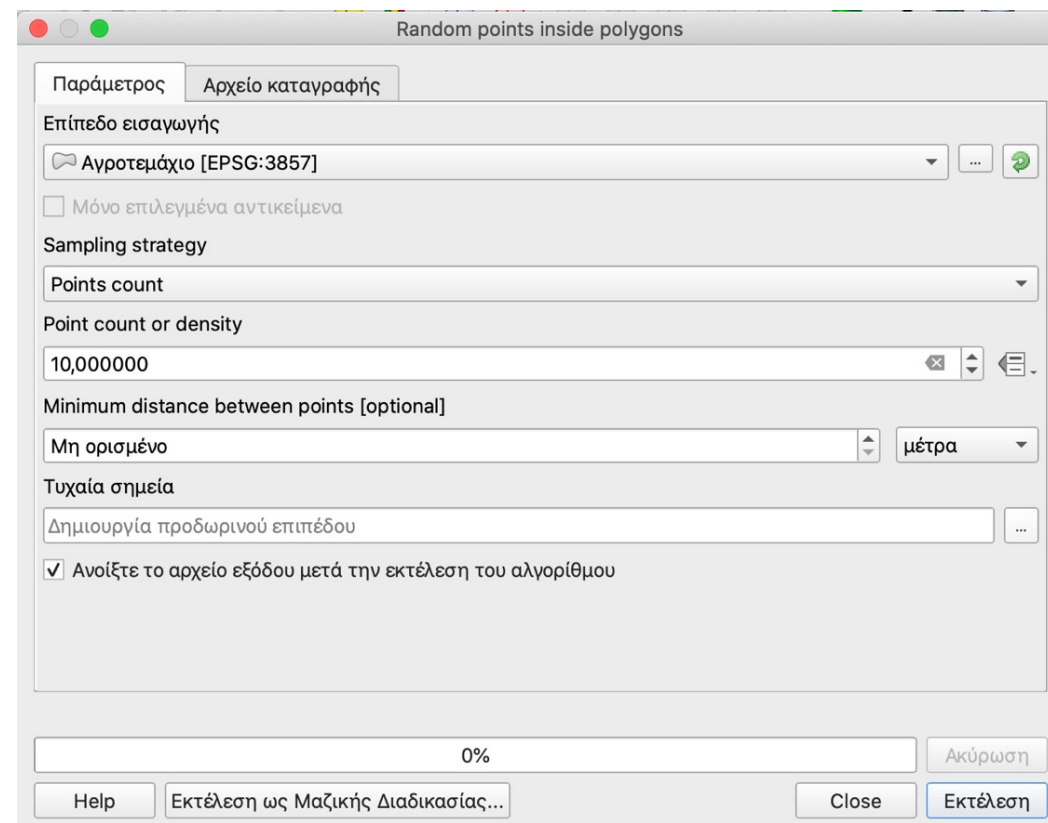 Random points inside polygons
Παράμετρος Αρχείο καταγραφής
Επίπεδο εισαγωγής
Αγροτεμάχιο [EPSG:3857] ...
Μόνο επιλεγμένα αντικείμενα
Sampling strategy
Points count
Point count or density
10,000000
Minimum distance between points [optional]
Μη ορισμένο μέτρα
Τυχαία σημεία
Δημιουργία προδωρινού επιπέδου ...
Ανοίξτε το αρχείο εξόδου μετά την εκτέλεση του αλγορίθμου
0% Ακύρωση
Help Εκτέλεση ως Μαζικής Διαδικασίας... Close Εκτέλεση